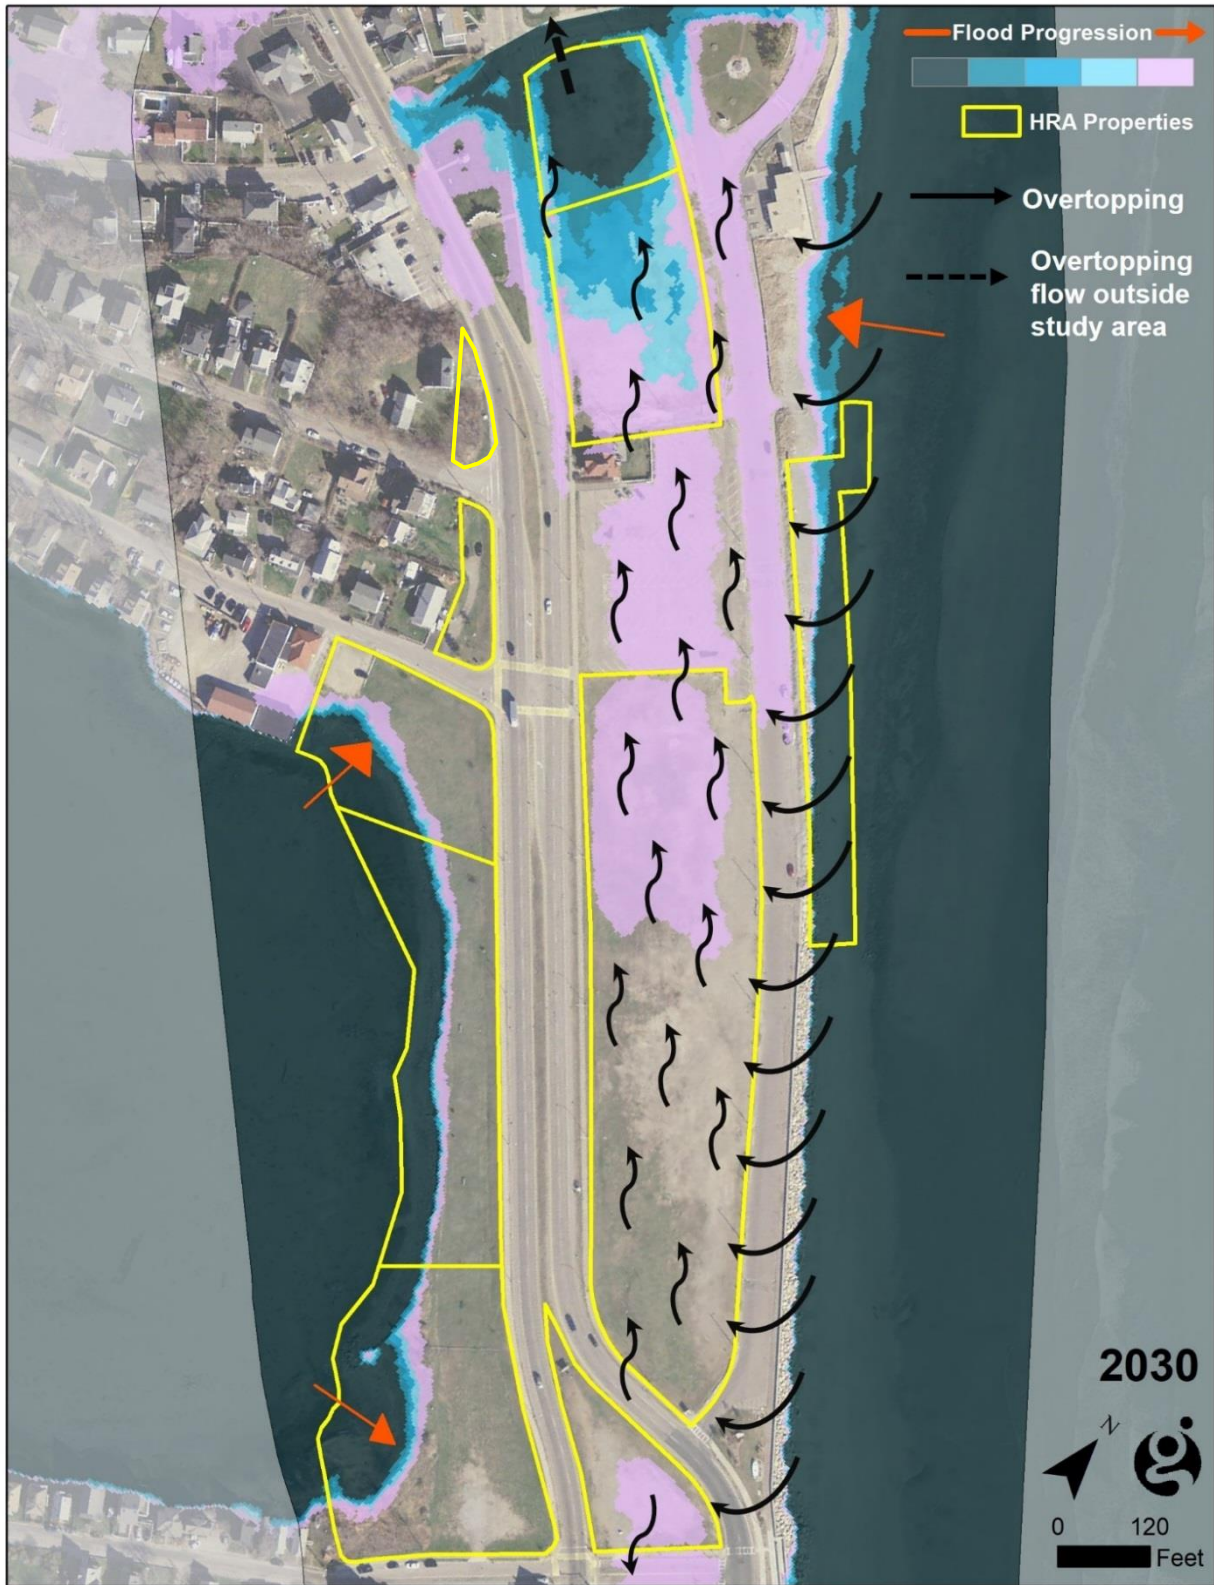 Flood Progression
HRA Properties
Overtopping
Overtopping
flow outside
study area
2030
N
0 120
Feet